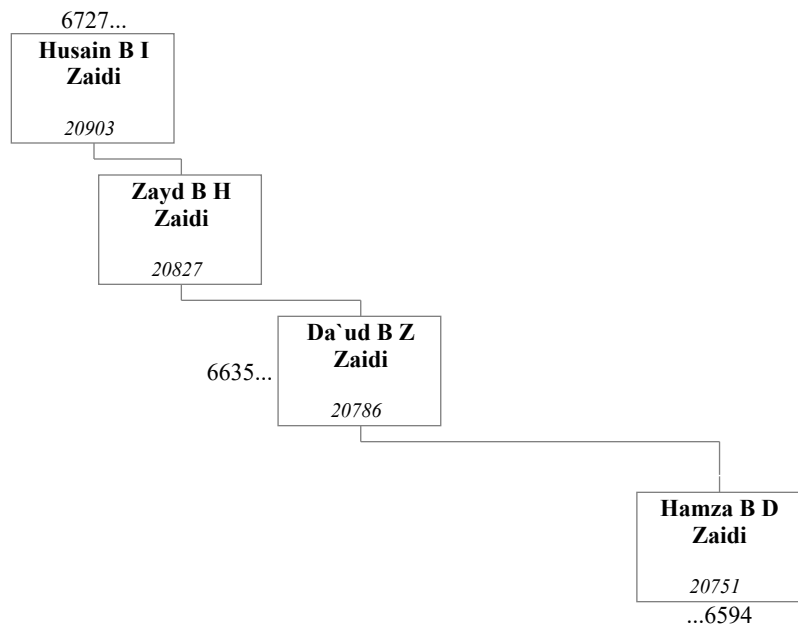 6727...
Husain B I
Zaidi
20903
Zayd B H
Zaidi
20827
Da`ud B Z
Zaidi
6635...
20786
Hamza B D
Zaidi
20751
...6594